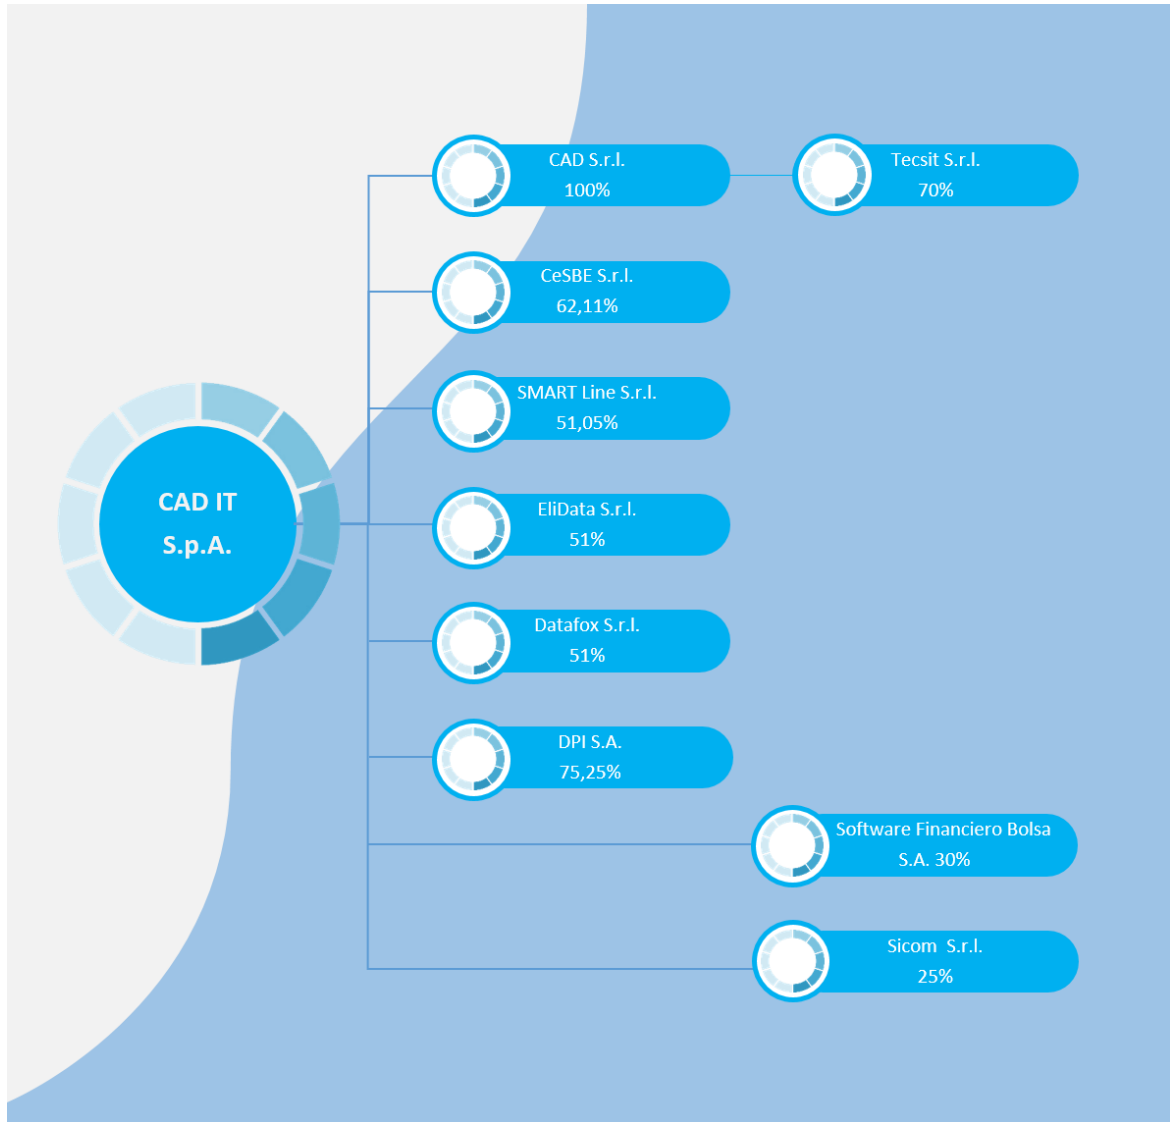 CAD IT
S.p.A.
CAD S.r.l.
100%
Tecsit S.r.l.
70%
CeSBE S.r.l.
62,11%
SMART Line S.r.l.
51,05%
EliData S.r.l.
51%
Datafox S.r.l.
51%
DPI S.A.
75,25%
Software Financiero Bolsa
S.A. 30%
Sicom  S.r.l.
25%